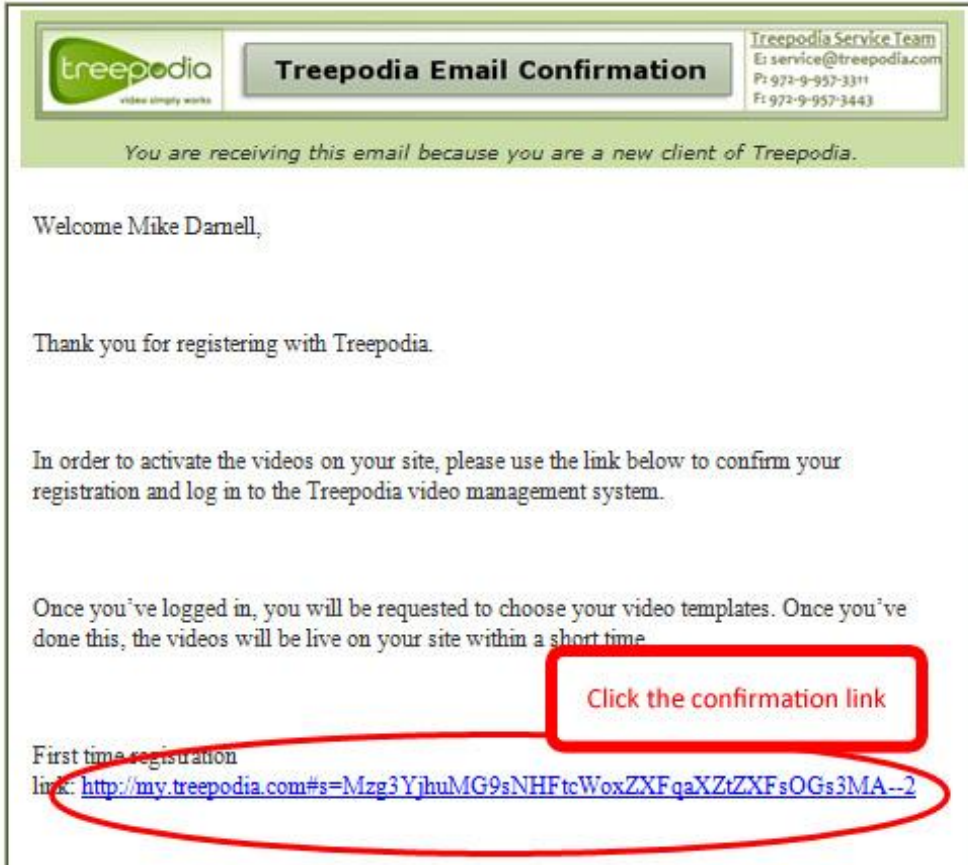 treepodia
video simply works
Treepodia Email Confirmation
Treepodia Service Team
E: service@treepodia.com
P: 972-9-957-3311
F: 972-9-957-3443
You are receiving this email because you are a new client of Treepodia.
Welcome Mike Darnell,
Thank you for registering with Treepodia.
In order to activate the videos on your site, please use the link below to confirm your
registration and log in to the Treepodia video management system.
Once you’ve logged in, you will be requested to choose your video templates. Once you’ve
done this, the videos will be live on your site within a short time
Click the confirmation link
First time registration
link: http://my.treepodia.com#s=Mzg3YjhuMG9sNHFtcWoxZXFqaXZtZXFsOGs3MA--2